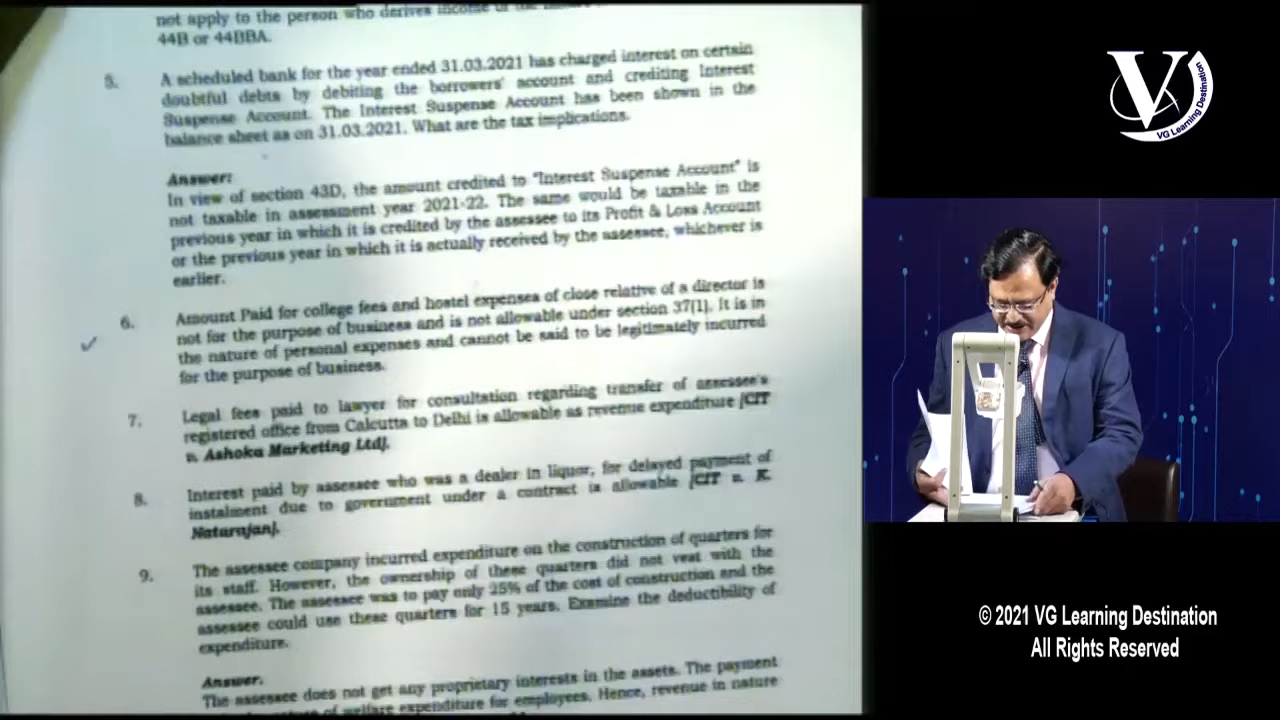 not apply to the person who derives income of the
44B or 44BBA.
5. A scheduled bank for the year ended 31.03.2021 has charged interest on certain
doubtful debts by debiting the borrowers' account and crediting Interest
Suspense Account. The Interest Suspense Account has been shown in the
balance sheet as on 31.03.2021. What are the tax implications.
Answer:
In view of section 43D, the amount credited to "Interest Suspense Account" is
not taxable in assessment year 2021-22. The same would be taxable in the
previous year in which it is credited by the assessee to its Profit & Loss Account
or the previous year in which it is actually received by the assessee, whichever is
earlier.
6. Amount Paid for college fees and hostel expenses of close relative of a director is
not for the purpose of business and is not allowable under section 37(1). It is in
the nature of personal expenses and cannot be said to be legitimately incurred
for the purpose of business.
7. Legal fees paid to lawyer for consultation regarding transfer of assessee's
registered office from Calcutta to Delhi is allowable as revenue expenditure [CIT
v. Ashoka Marketing Ltd].
8. Interest paid by assessee who was a dealer in liquor, for delayed payment of
instalment due to government under a contract is allowable [CIT v. K.
Natarajan].
9. The assessee company incurred expenditure on the construction of quarters for
its staff. However, the ownership of these quarters did not vest with the
assessee. The assessee was to pay only 25% of the cost of construction and the
assessee could use these quarters for 15 years. Examine the deductibility of
expenditure.
Answer.
The assessee does not get any proprietary interests in the assets. The payment
of welfare expenditure for employees. Hence, revenue in nature
V
VG Learning Destination
© 2021 VG Learning Destination
All Rights Reserved